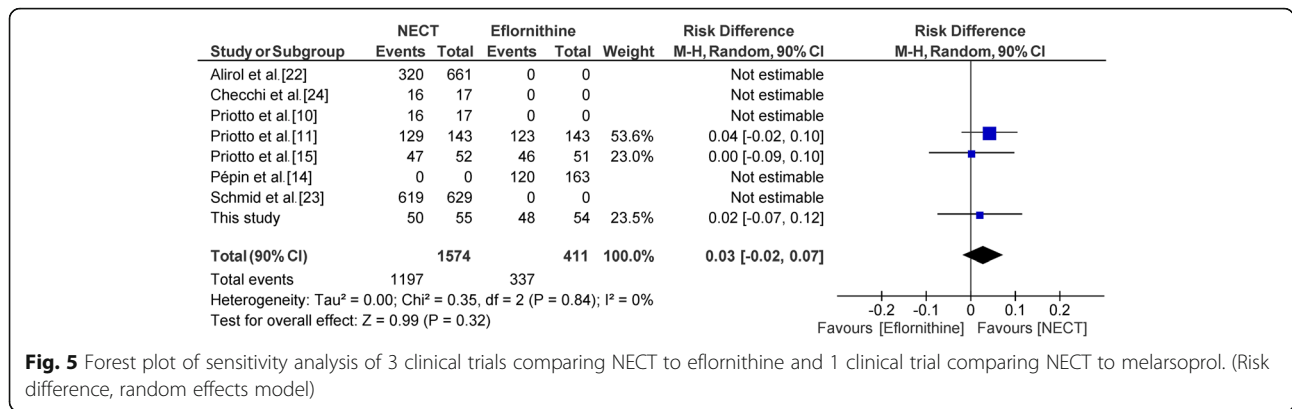 NECT Eflornithine Risk Difference Risk Difference
Study or Subgroup Events Total Events Total Weight M-H, Random, 90% CI M-H, Random, 90% CI
Alirol et al.[22] 320 661 0 0 Not estimable
Checchi et al.[24] 16 17 0 0 Not estimable
Priotto et al.[10] 16 17 0 0 Not estimable
Priotto et al.[11] 129 143 123 143 53.6% 0.04 [-0.02, 0.10]
Priotto et al.[15] 47 52 46 51 23.0% 0.00 [-0.09, 0.10]
Pépin et al.[14] 0 0 120 163 Not estimable
Schmid et al.[23] 619 629 0 0 Not estimable
This study 50 55 48 54 23.5% 0.02 [-0.07, 0.12]
Total (90% CI) 1574 411 100.0% 0.03 [-0.02, 0.07]
Total events 1197 337
Heterogeneity: Tau² = 0.00; Chi² = 0.35, df = 2 (P = 0.84); I² = 0%
Test for overall effect: Z = 0.99 (P = 0.32)
-0.2 -0.1 0 0.1 0.2
Favours [Eflornithine] Favours [NECT]
Fig. 5 Forest plot of sensitivity analysis of 3 clinical trials comparing NECT to eflornithine and 1 clinical trial comparing NECT to melarsoprol. (Risk
difference, random effects model)